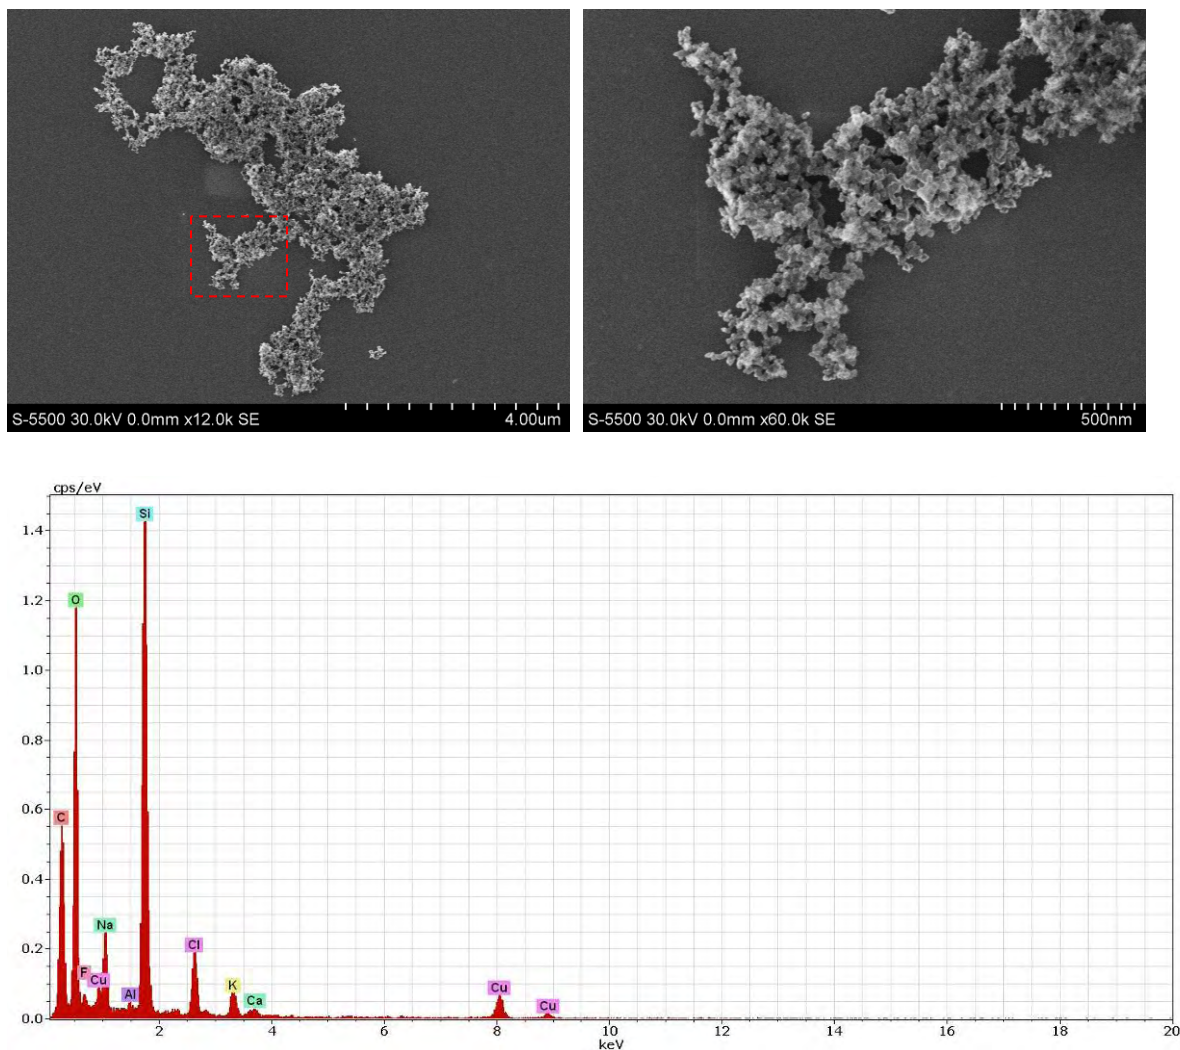 S-5500 30.0kV 0.0mm x12.0k SE 4.00um
S-5500 30.0kV 0.0mm x60.0k SE 500nm
cps/eV
Si
1.4
O
1.2
1.0
0.8
C
0.6
0.4
Na
Cl
0.2
F
Cu
K
Al
Ca
Cu
Cu
0.0
2 4 6 8 10 12 14 16 18 20
keV